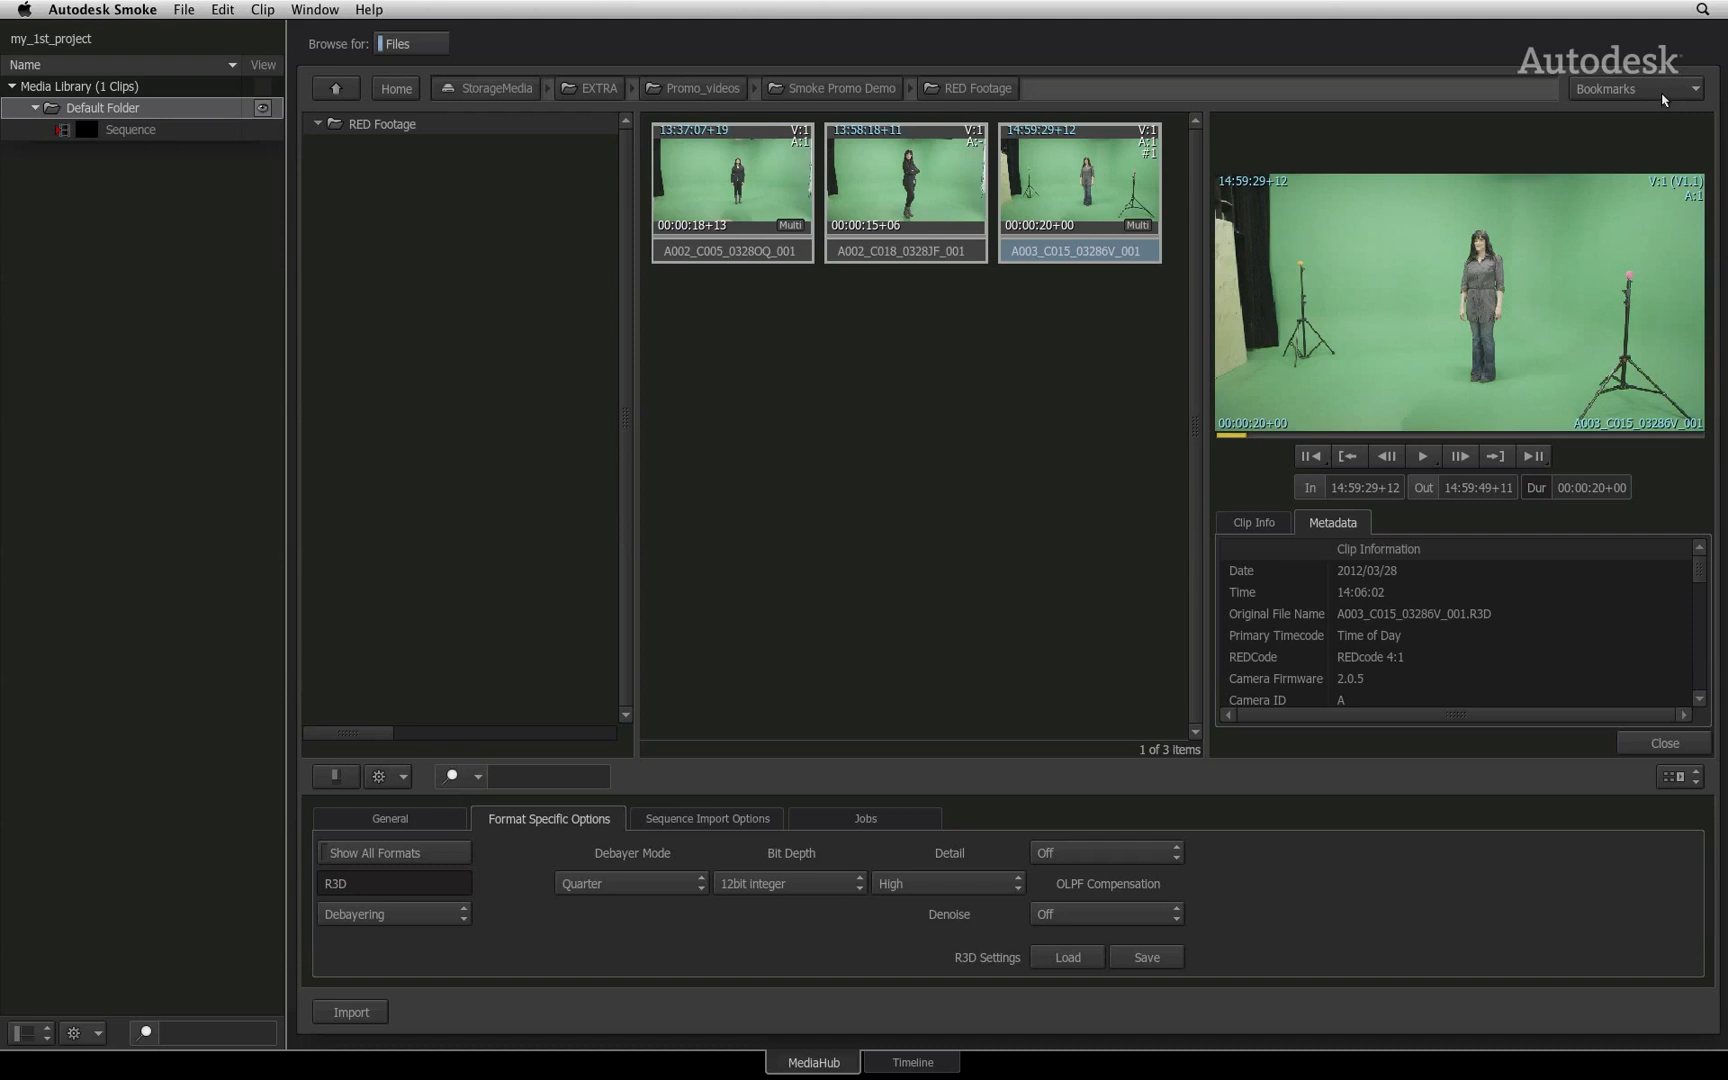 Autodesk Smoke File Edit Clip Window Help
my_1st_project
Name View
Media Library (1 Clips)
Default Folder
Sequence
Browse for: Files
Autodesk
Home StorageMedia EXTRA Promo_videos Smoke Promo Demo RED Footage Bookmarks
RED Footage
13:37:07+19 V:1
A:1
00:00:18+13 Multi
A002_C005_0328OQ_001
13:58:18+11 V:1
A:-
00:00:15+06
A002_C018_0328JF_001
14:59:29+12 V:1
A:1
#1
00:00:20+00 Multi
A003_C015_03286V_001
1 of 3 items
14:59:29+12 V:1 (V1.1)
A:1
00:00:20+00 A003_C015_03286V_001
In 14:59:29+12 Out 14:59:49+11 Dur 00:00:20+00
Clip Info Metadata
Clip Information
Date 2012/03/28
Time 14:06:02
Original File Name A003_C015_03286V_001.R3D
Primary Timecode Time of Day
REDCode REDcode 4:1
Camera Firmware 2.0.5
Camera ID A
Close
General Format Specific Options Sequence Import Options Jobs
Show All Formats Debayer Mode Bit Depth Detail Off
R3D Quarter 12bit integer High OLPF Compensation
Debayering Denoise Off
R3D Settings Load Save
Import
MediaHub Timeline